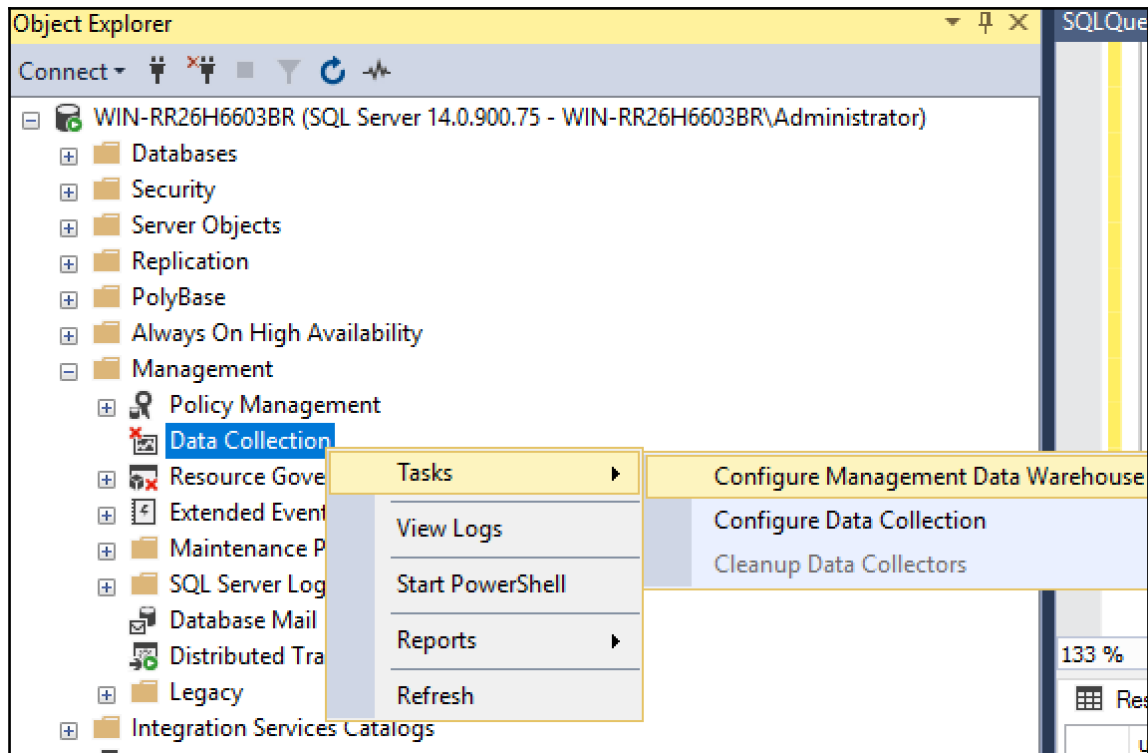 Object Explorer
SQLQue
Connect
WIN-RR26H6603BR (SQL Server 14.0.900.75 - WIN-RR26H6603BR\Administrator)
Databases
Security
Server Objects
Replication
PolyBase
Always On High Availability
Management
Policy Management
Data Collection
Resource Gove
Extended Event
Maintenance P
SQL Server Log
Database Mail
Distributed Tra
Legacy
Integration Services Catalogs
Tasks
View Logs
Start PowerShell
Reports
Refresh
Configure Management Data Warehouse
Configure Data Collection
Cleanup Data Collectors
133 %
Res